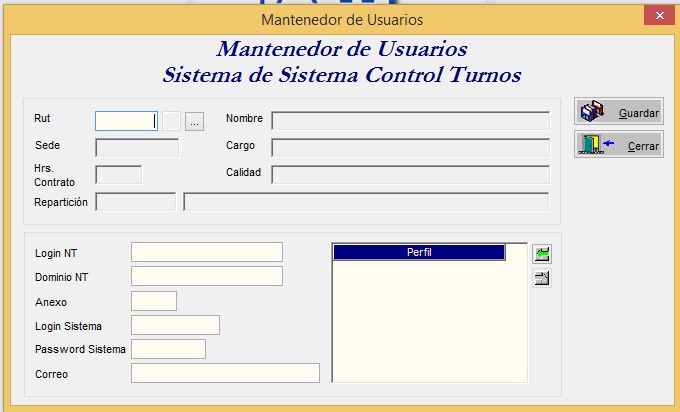 Mantenedor de Usuarios
Mantenedor de Usuarios
Sistema de Sistema Control Turnos
Rut
...
Nombre
Guardar
Sede
Cargo
Cerrar
Hrs.
Contrato
Calidad
Repartición
Login NT
Perfil
Dominio NT
Anexo
Login Sistema
Password Sistema
Correo